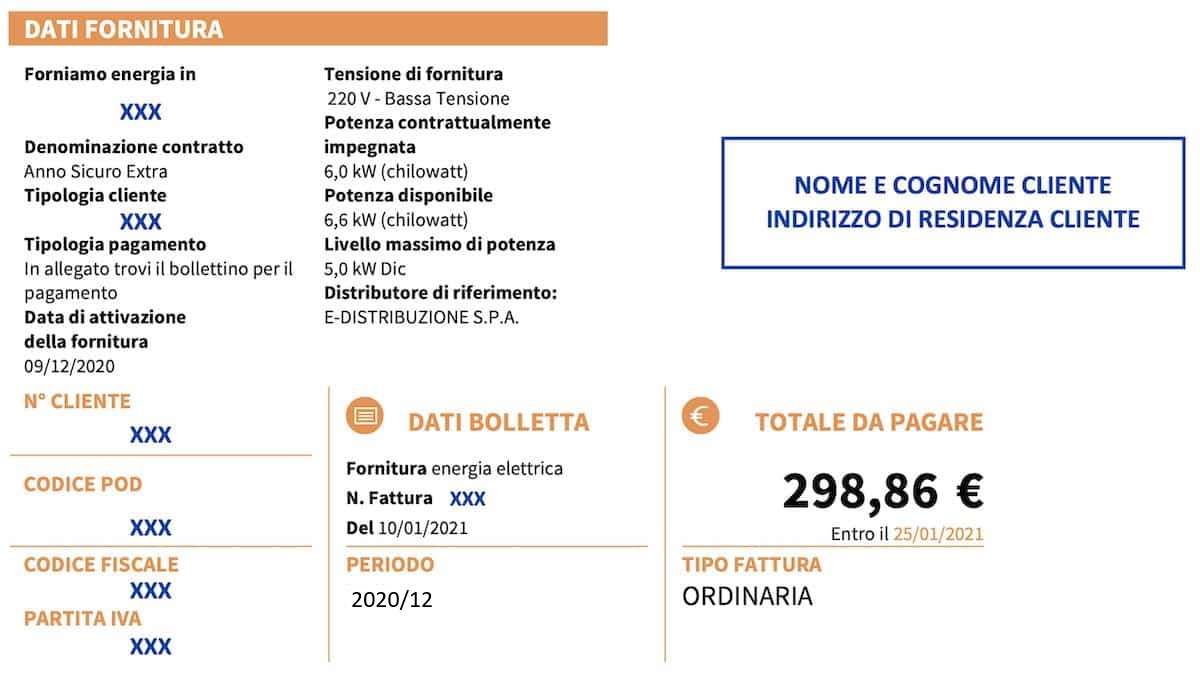 DATI FORNITURA
Forniamo energia in
XXX
Denominazione contratto
Anno Sicuro Extra
Tipologia cliente
XXX
Tipologia pagamento
In allegato trovi il bollettino per il
pagamento
Data di attivazione
della fornitura
09/12/2020
Tensione di fornitura
220 V - Bassa Tensione
Potenza contrattualmente
impegnata
6,0 kW (chilowatt)
Potenza disponibile
6,6 kW (chilowatt)
Livello massimo di potenza
5,0 kW Dic
Distributore di riferimento:
E-DISTRIBUZIONE S.P.A.
NOME E COGNOME CLIENTE
INDIRIZZO DI RESIDENZA CLIENTE
N° CLIENTE
XXX
CODICE POD
XXX
CODICE FISCALE
XXX
PARTITA IVA
XXX
DATI BOLLETTA
Fornitura energia elettrica
N. Fattura XXX
Del 10/01/2021
PERIODO
2020/12
€
TOTALE DA PAGARE
298,86 €
Entro il 25/01/2021
TIPO FATTURA
ORDINARIA